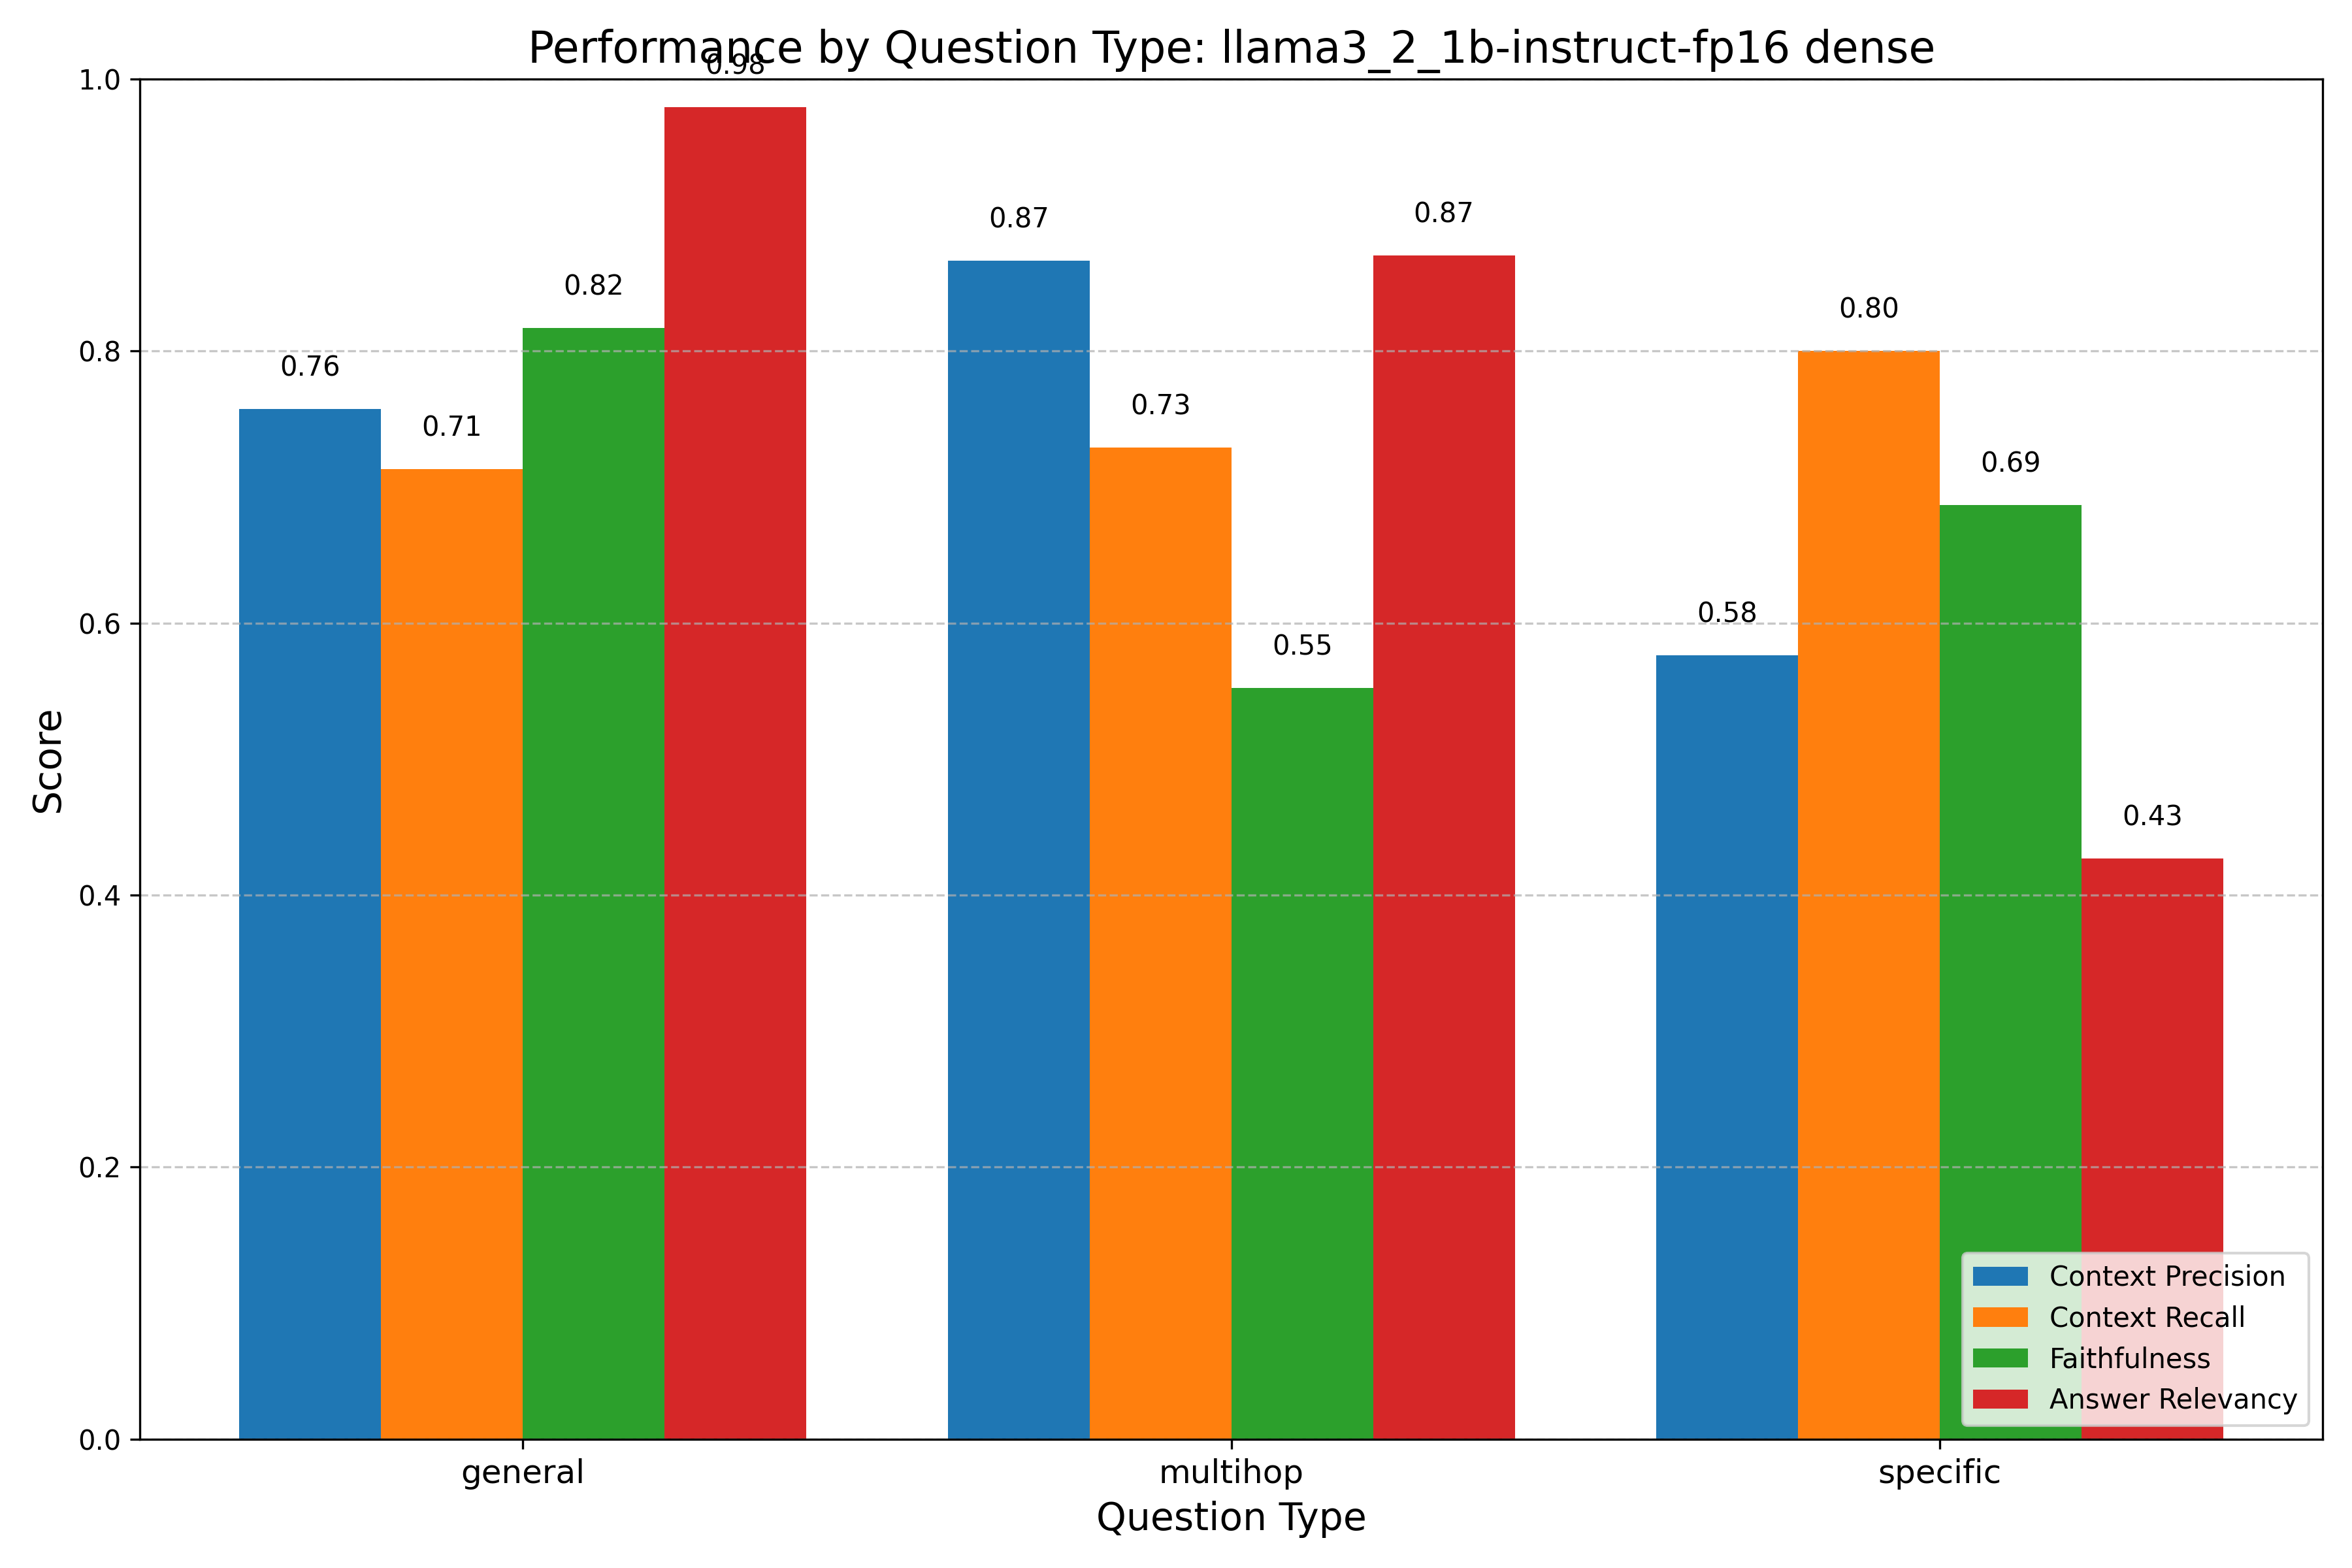 Performance by Question Type: llama3_2_1b-instruct-fp16 dense
0.98
1.0
0.87
0.87
0.82
0.80
0.8
0.76
0.73
0.71
0.69
0.6
0.58
0.55
0.43
0.4
0.2
0.0
Score
Context Precision
Context Recall
Faithfulness
Answer Relevancy
general
multihop
specific
Question Type